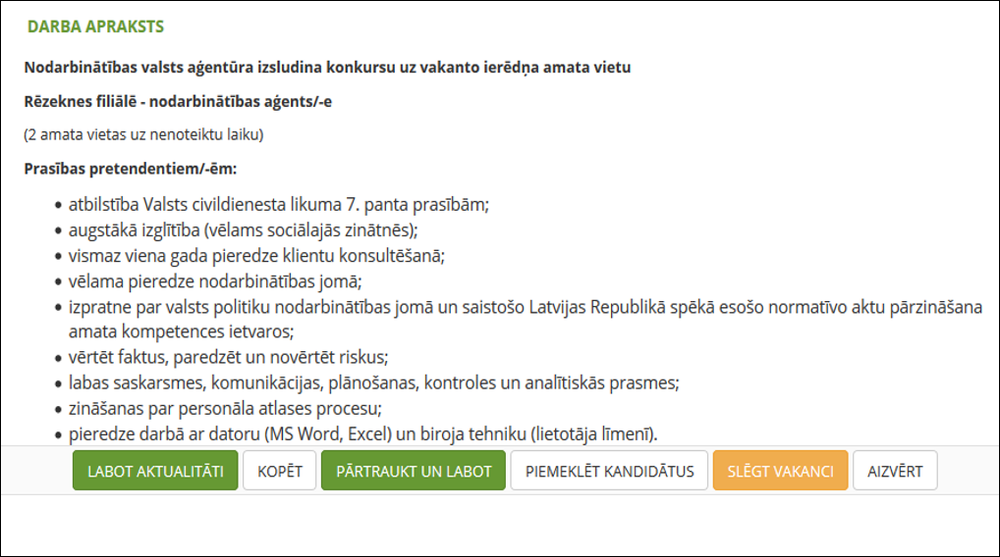 DARBA APRAKSTS
Nodarbinātības valsts aģentūra izsludina konkursu uz vakanto ierēdņa amata vietu
Rēzeknes filiālē - nodarbinātības aģents/-e
(2 amata vietas uz nenoteiktu laiku)
Prasības pretendentiem/-ēm:
• atbilstība Valsts civildienesta likuma 7. panta prasībām;
• augstākā izglītība (vēlams sociālajās zinātnēs);
• vismaz viena gada pieredze klientu konsultēšanā;
• vēlama pieredze nodarbinātības jomā;
• izpratne par valsts politiku nodarbinātības jomā un saistošo Latvijas Republikā spēkā esošo normatīvo aktu pārzināšana
amata kompetences ietvaros;
• vērtēt faktus, paredzēt un novērtēt riskus;
• labas saskarsmes, komunikācijas, plānošanas, kontroles un analītiskās prasmes;
• zināšanas par personāla atlases procesu;
• pieredze darbā ar datoru (MS Word, Excel) un biroja tehniku (lietotāja līmenī).
LABOT AKTUALITĀTI KOPĒT PĀRTRAUKT UN LABOT PIEMEKLĒT KANDIDĀTUS SLĒGT VAKANCI AIZVĒRT